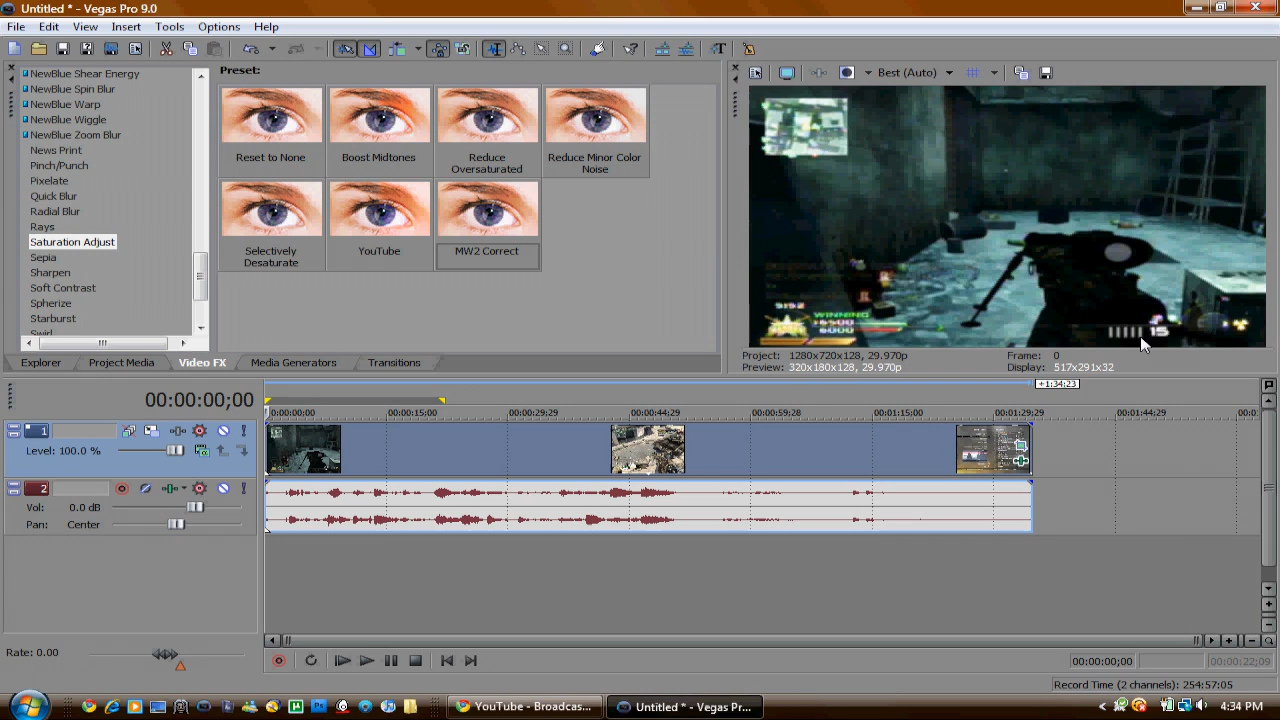 Untitled * - Vegas Pro 9.0
File Edit View Insert Tools Options Help
NewBlue Shear Energy
NewBlue Spin Blur
NewBlue Warp
NewBlue Wiggle
NewBlue Zoom Blur
News Print
Pinch/Punch
Pixelate
Quick Blur
Radial Blur
Rays
Saturation Adjust
Sepia
Sharpen
Soft Contrast
Spherize
Starburst
Swirl
Preset:
Reset to None
Boost Midtones
Reduce Oversaturated
Reduce Minor Color Noise
Selectively Desaturate
YouTube
MW2 Correct
Best (Auto)
WINNING
6000
15
Project: 1280x720x128, 29.970p
Frame: 0
Preview: 320x180x128, 29.970p
Display: 517x291x32
Explorer Project Media Video FX Media Generators Transitions
+1:34:23
00:00:00;00
0:00:00:00 00:00:15:00 00:00:29:29 00:00:44:29 00:00:59:28 00:01:15:00 00:01:29:29 00:01:44:29
1
Level: 100.0 %
2
Vol: 0.0 dB
Pan: Center
Rate: 0.00
00:00:00;00
00:00:22;09
Record Time (2 channels): 254:57:05
YouTube - Broadcas...
Untitled * - Vegas Pr...
4:34 PM